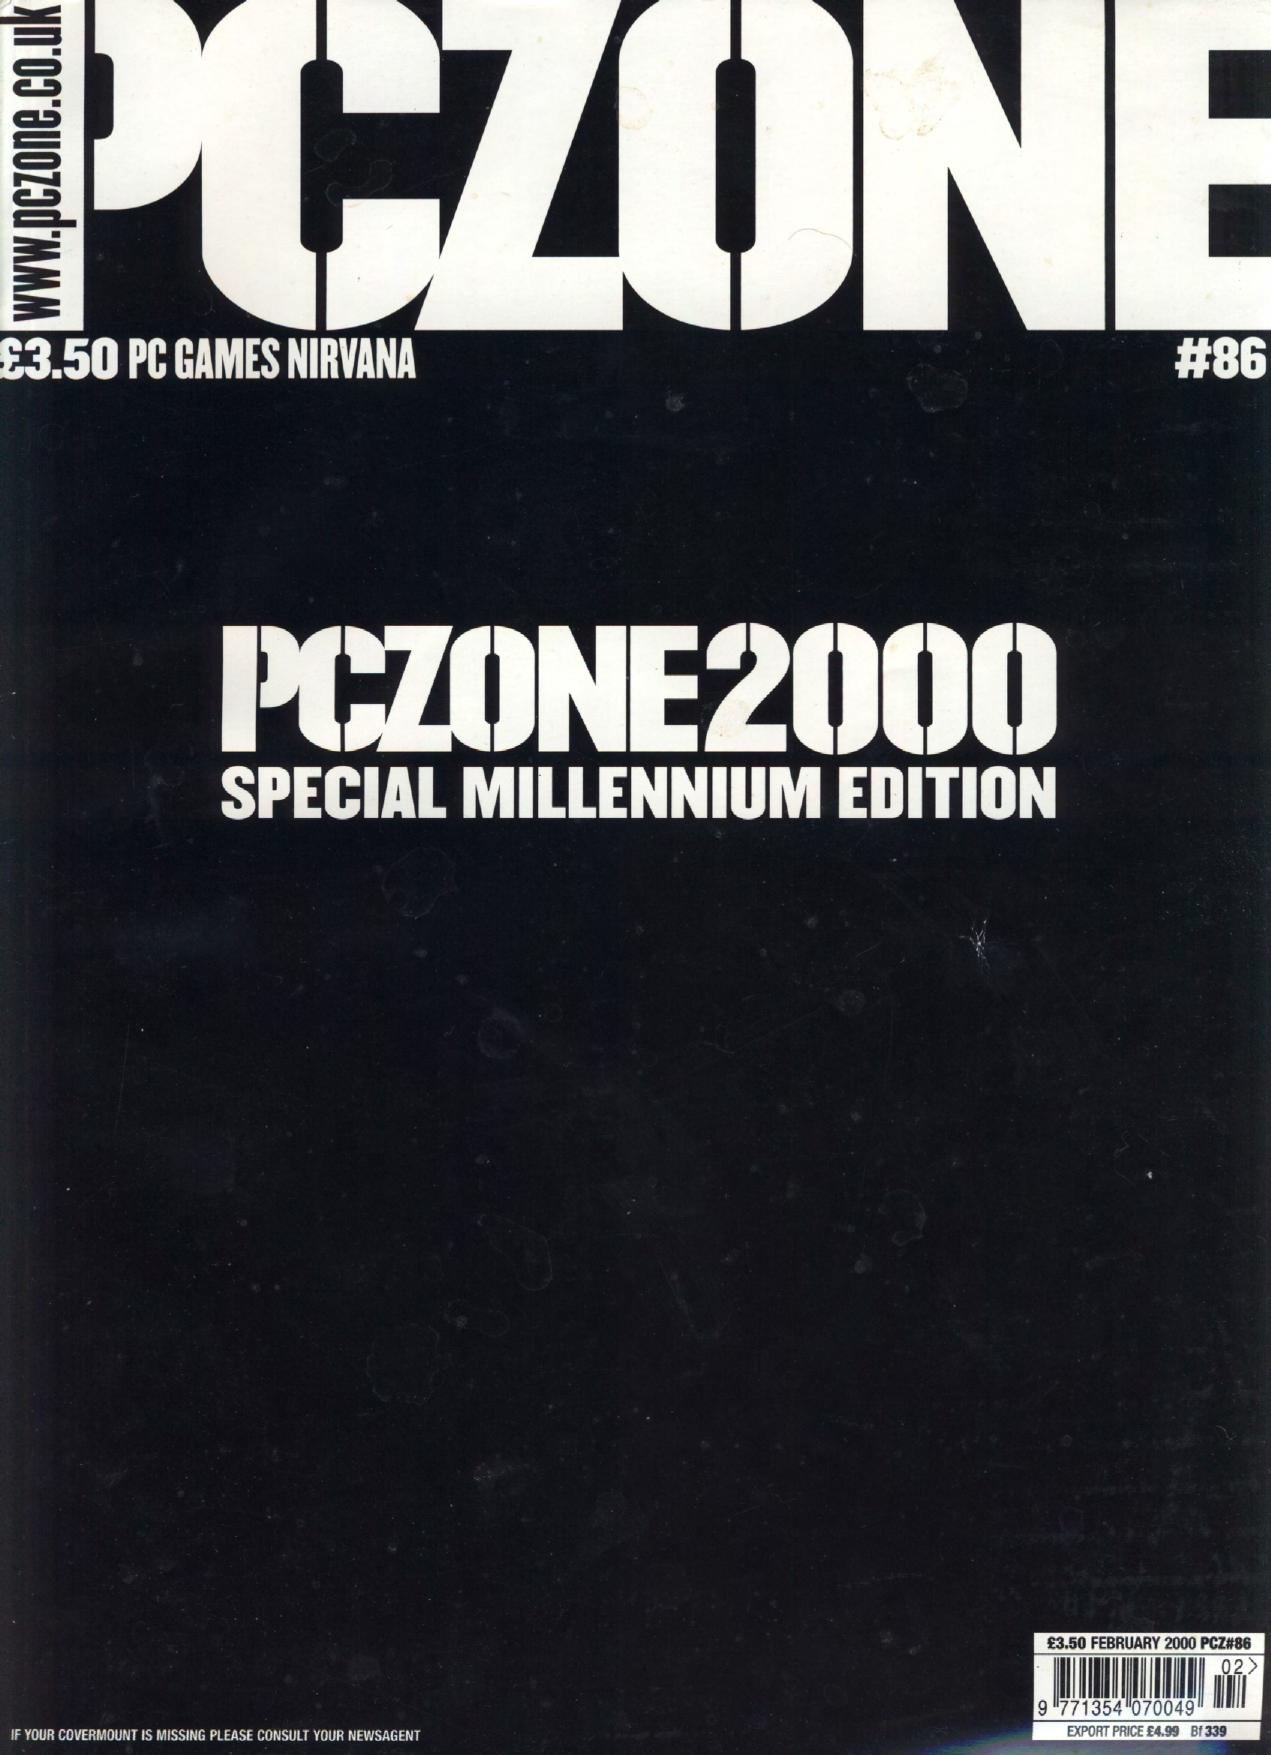 www.pczone.co.uk
PCZONE
£3.50 PC GAMES NIRVANA
#86
PCZONE2000
SPECIAL MILLENNIUM EDITION
£3.50 FEBRUARY 2000 PCZ#86
02>
9 771354 070049
EXPORT PRICE £4.99 Bf 339
IF YOUR COVERMOUNT IS MISSING PLEASE CONSULT YOUR NEWSAGENT